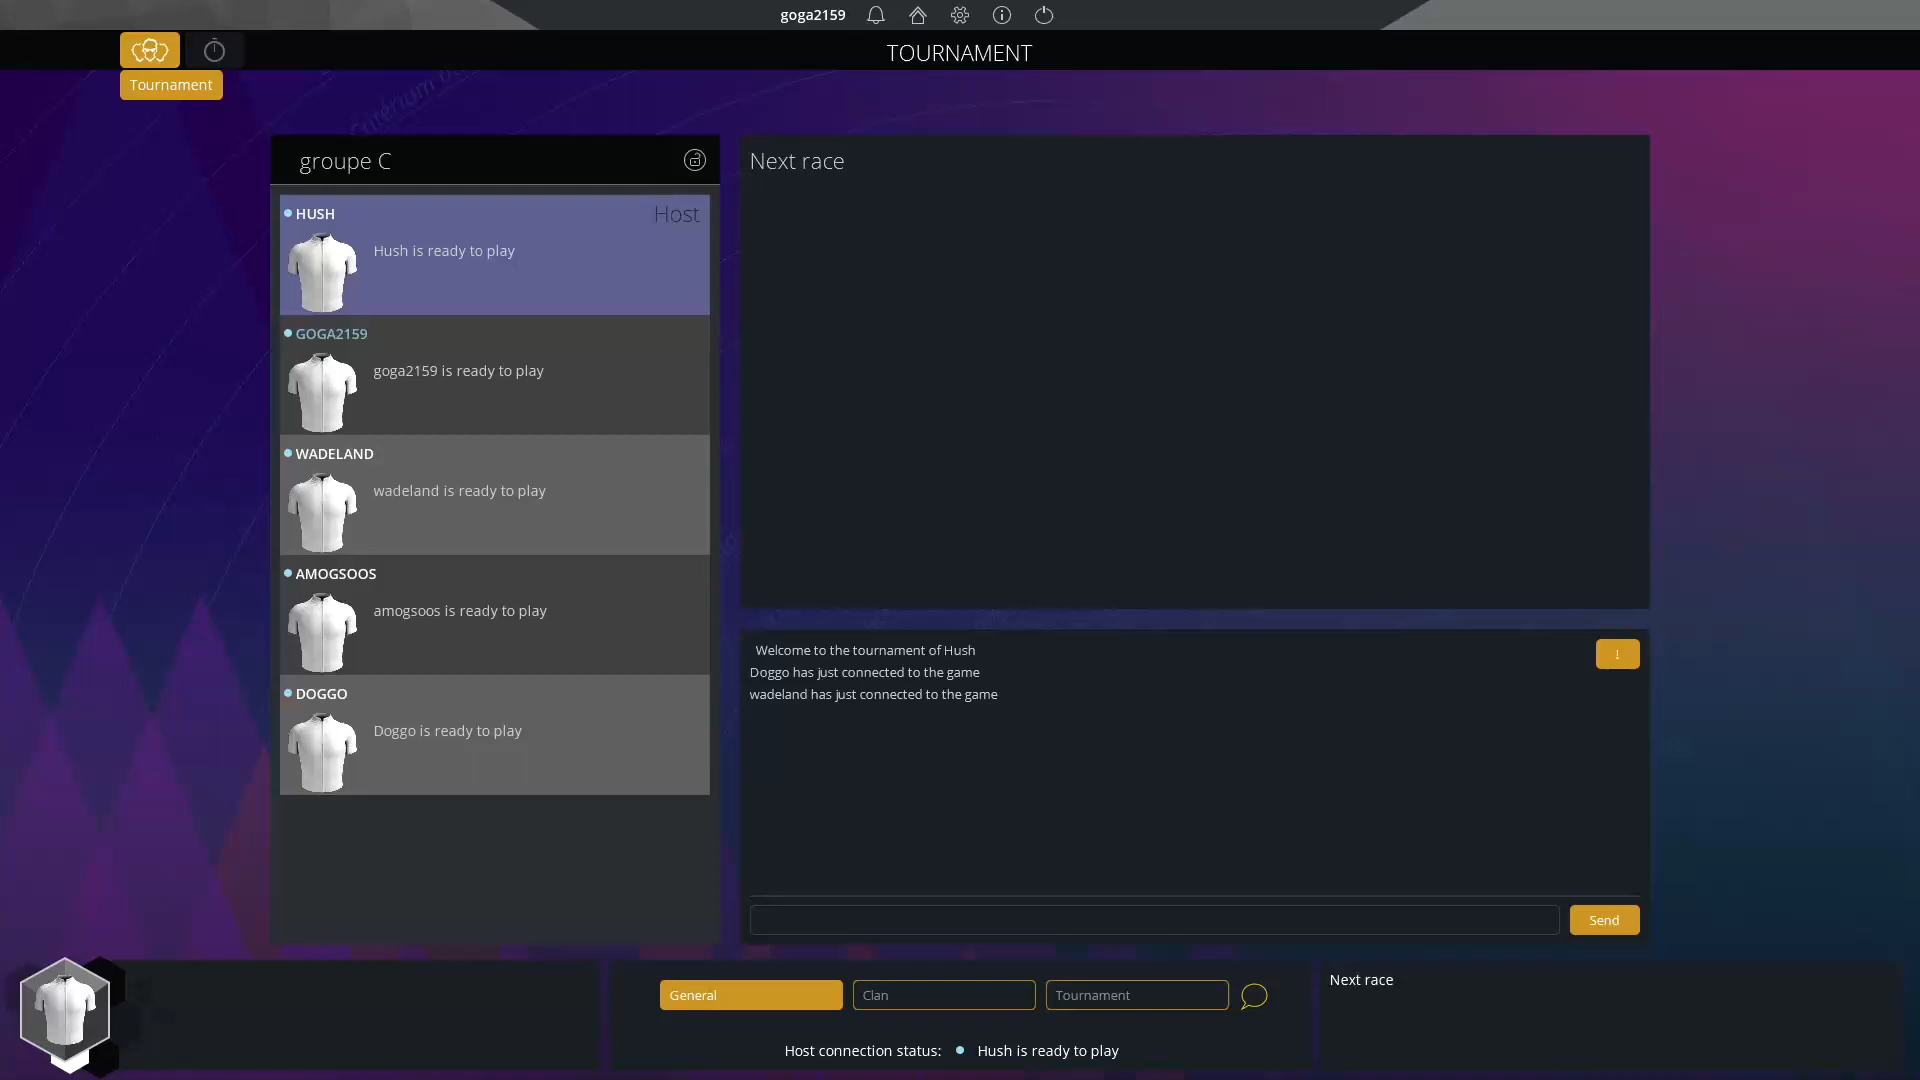 goga2159
TOURNAMENT
Tournament
groupe C
HUSH
Host
Hush is ready to play
GOGA2159
goga2159 is ready to play
WADELAND
wadeland is ready to play
AMOGSOOS
amogsoos is ready to play
DOGGO
Doggo is ready to play
Next race
Welcome to the tournament of Hush
!
Doggo has just connected to the game
wadeland has just connected to the game
Send
General
Clan
Tournament
Host connection status: Hush is ready to play
Next race